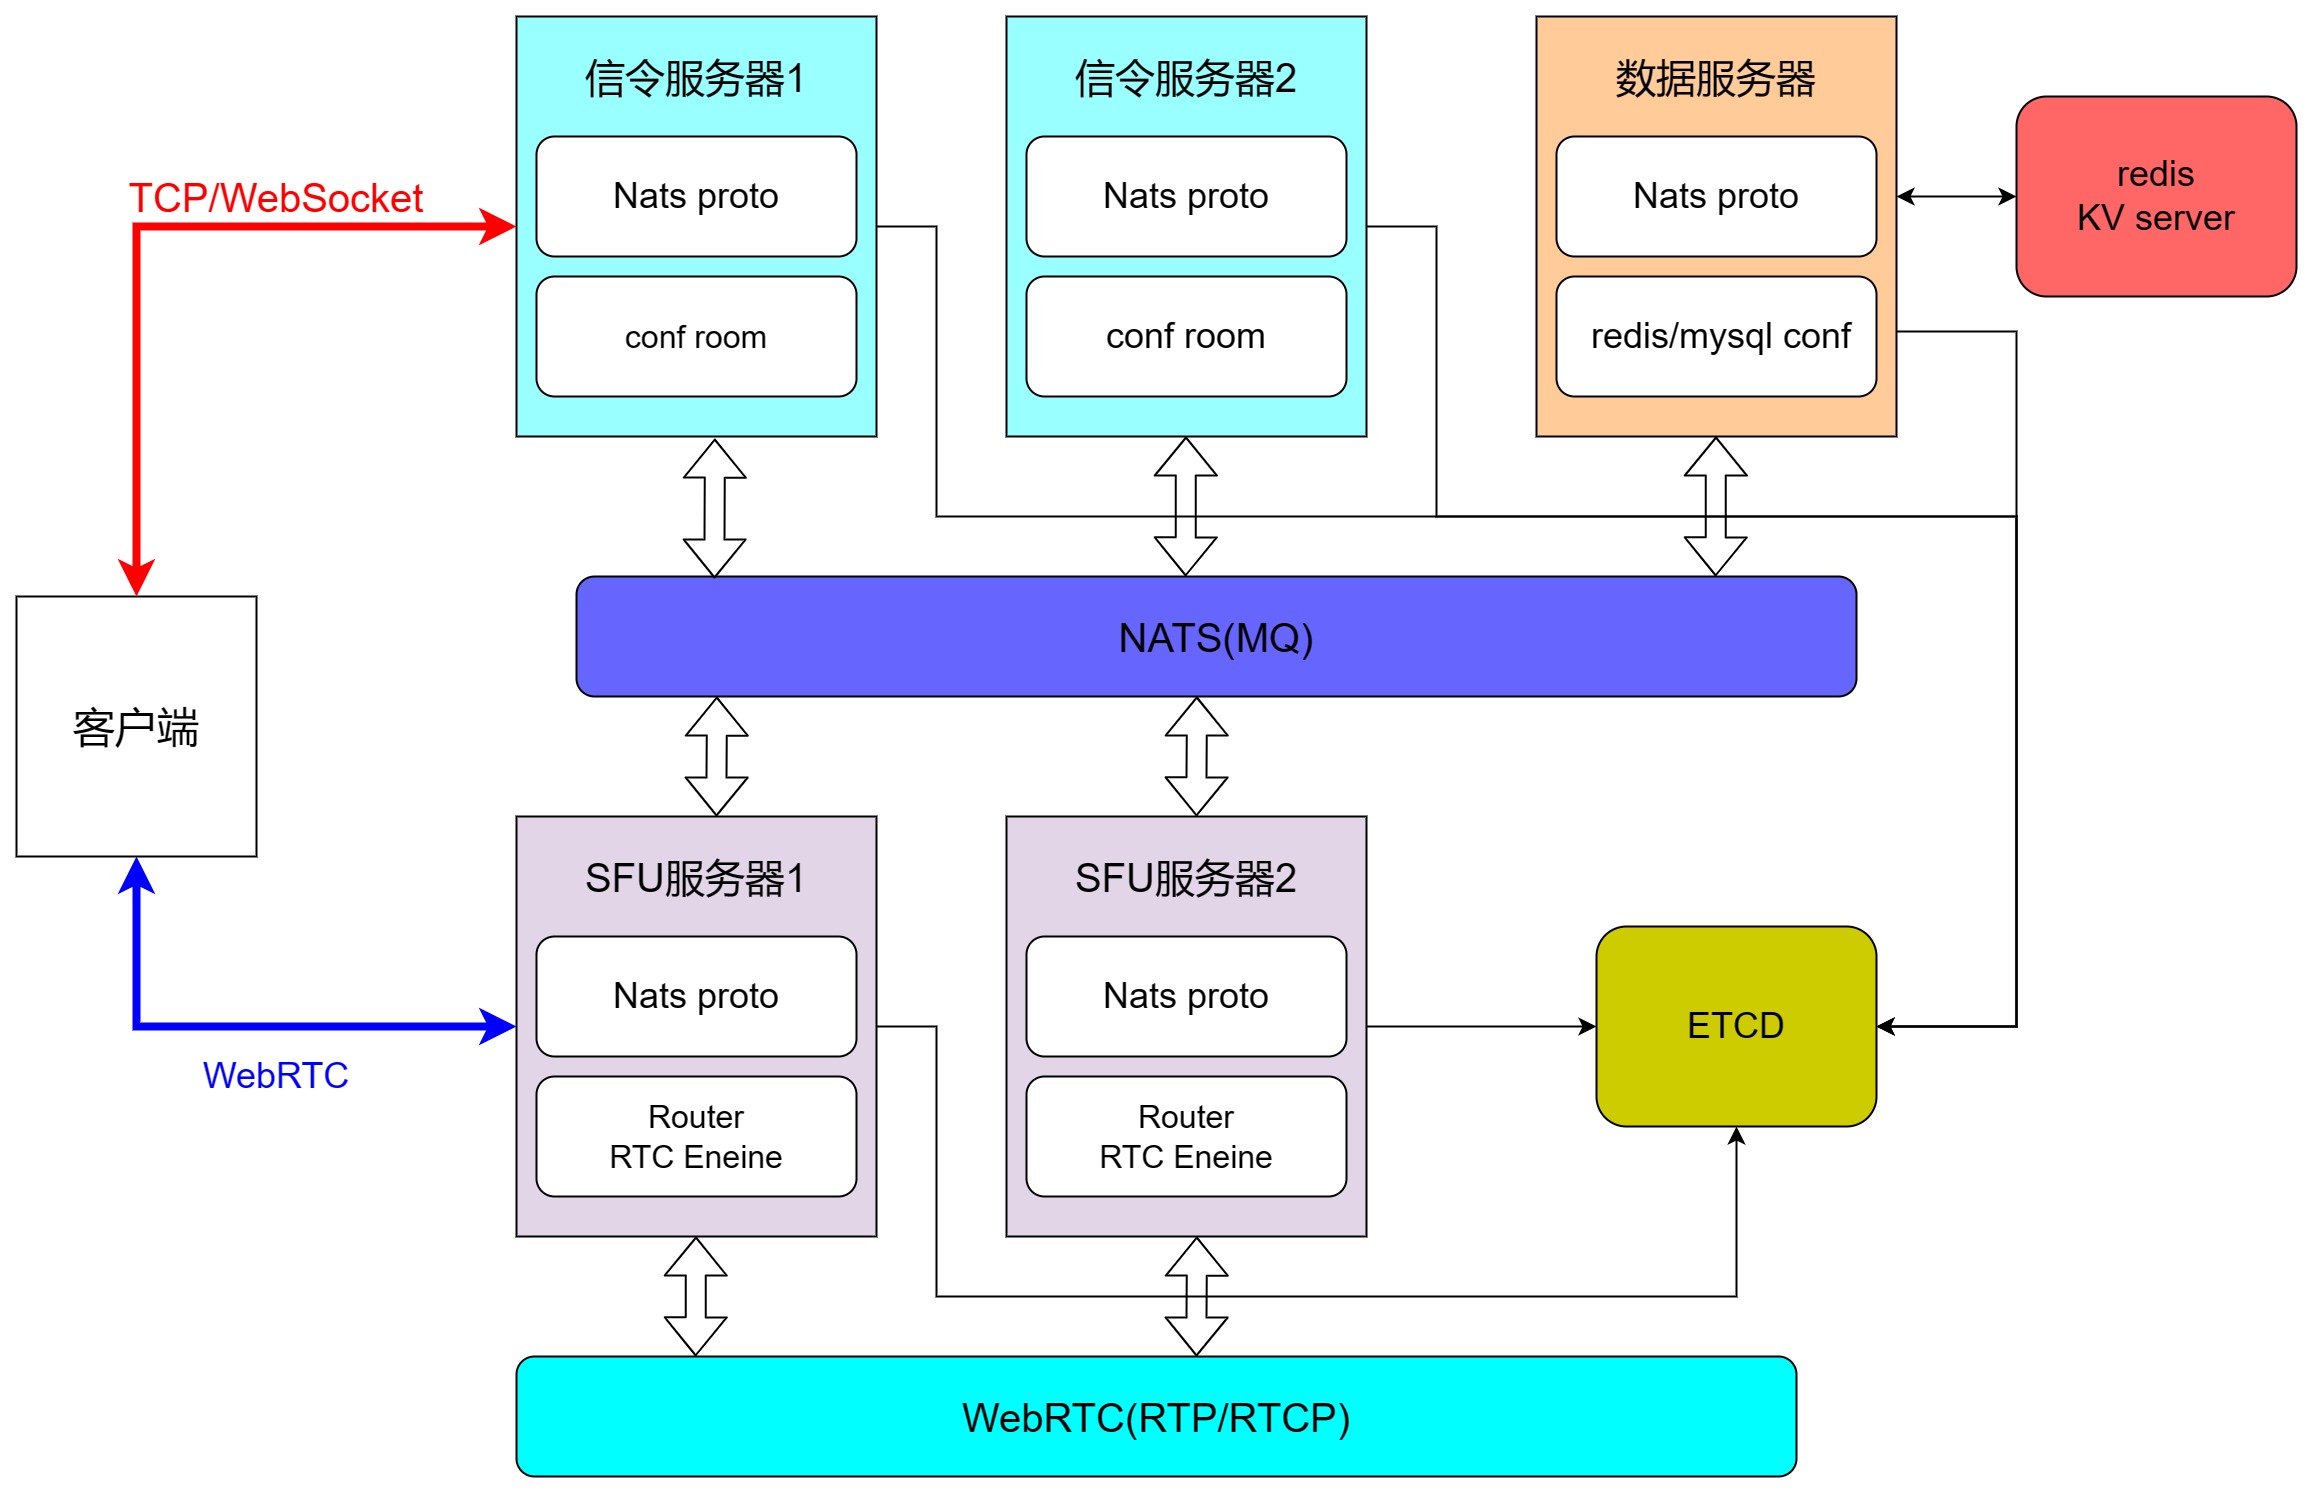 信令服务器1
信令服务器2
数据服务器
Nats proto
Nats proto
Nats proto
redis
KV server
TCP/WebSocket
conf room
conf room
redis/mysql conf
NATS(MQ)
客户端
SFU服务器1
SFU服务器2
Nats proto
Nats proto
ETCD
WebRTC
Router
RTC Eneine
Router
RTC Eneine
WebRTC(RTP/RTCP)